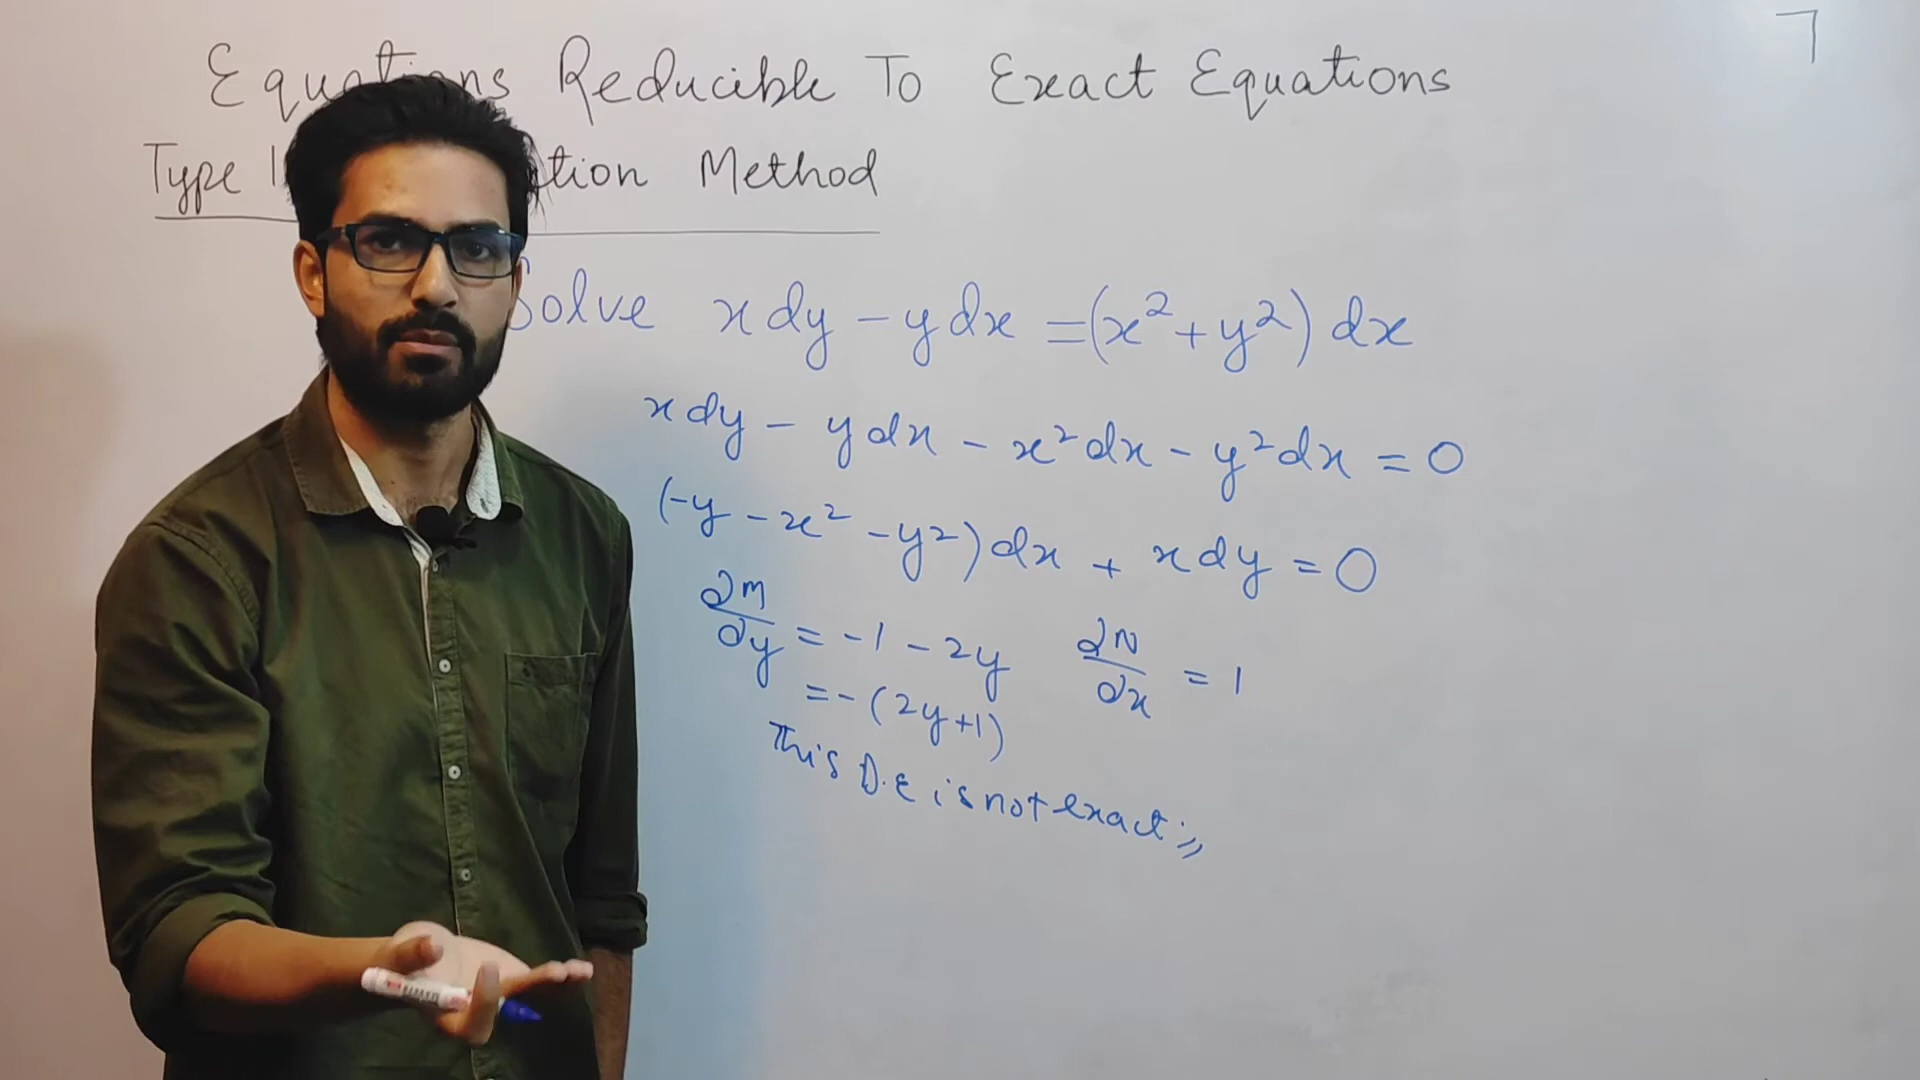 Equations Reducible To Exact Equations
7
Type Method
Solve x dy - y dx = (x² + y²) dx
x dy - y dx - x² dx - y² dx = 0
(-y - x² - y²) dx + x dy = 0
∂M/∂y = -1 - 2y ∂N/∂x = 1
= -(2y+1)
This D.E is not exact